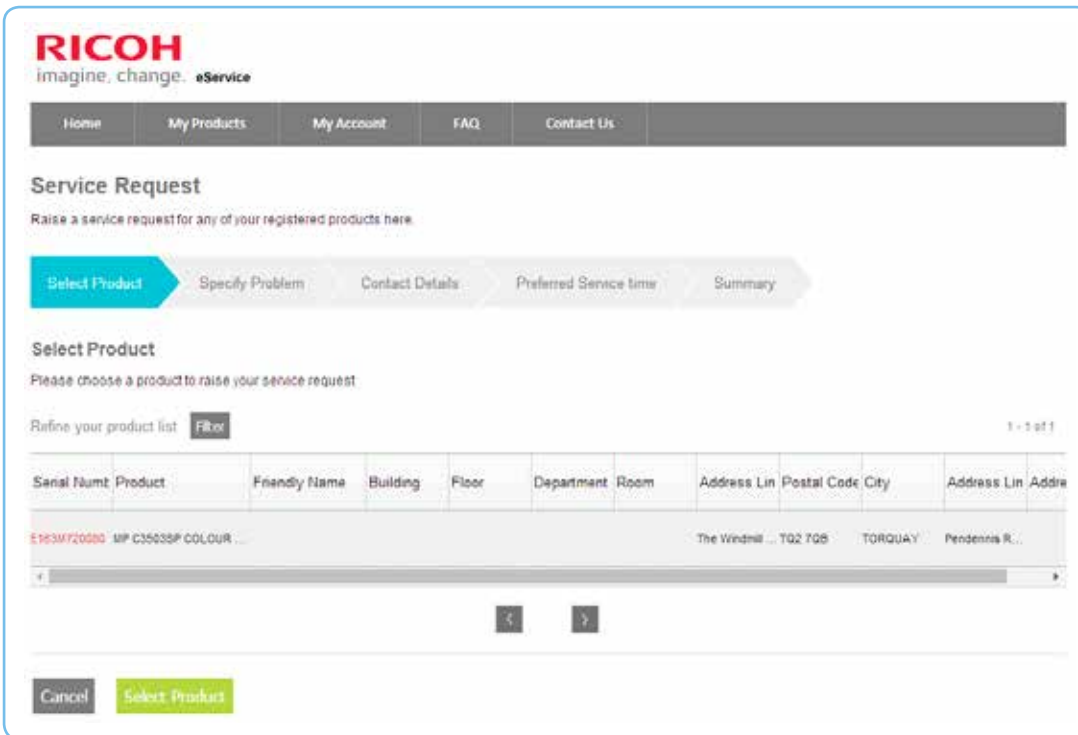 RICOH
imagine. change. eService
Home My Products My Account FAQ Contact Us
Service Request
Raise a service request for any of your registered products here.
Select Product Specify Problem Contact Details Preferred Service time Summary
Select Product
Please choose a product to raise your service request
Refine your product list Filter 1 - 1 of 1
Serial Numt Product Friendly Name Building Floor Department Room Address Lin Postal Code City Address Lin Addre
MP C3503SP COLOUR ... The Windmill ... TQ2 7QB TORQUAY Pendennis R...
< >
Cancel Select Product